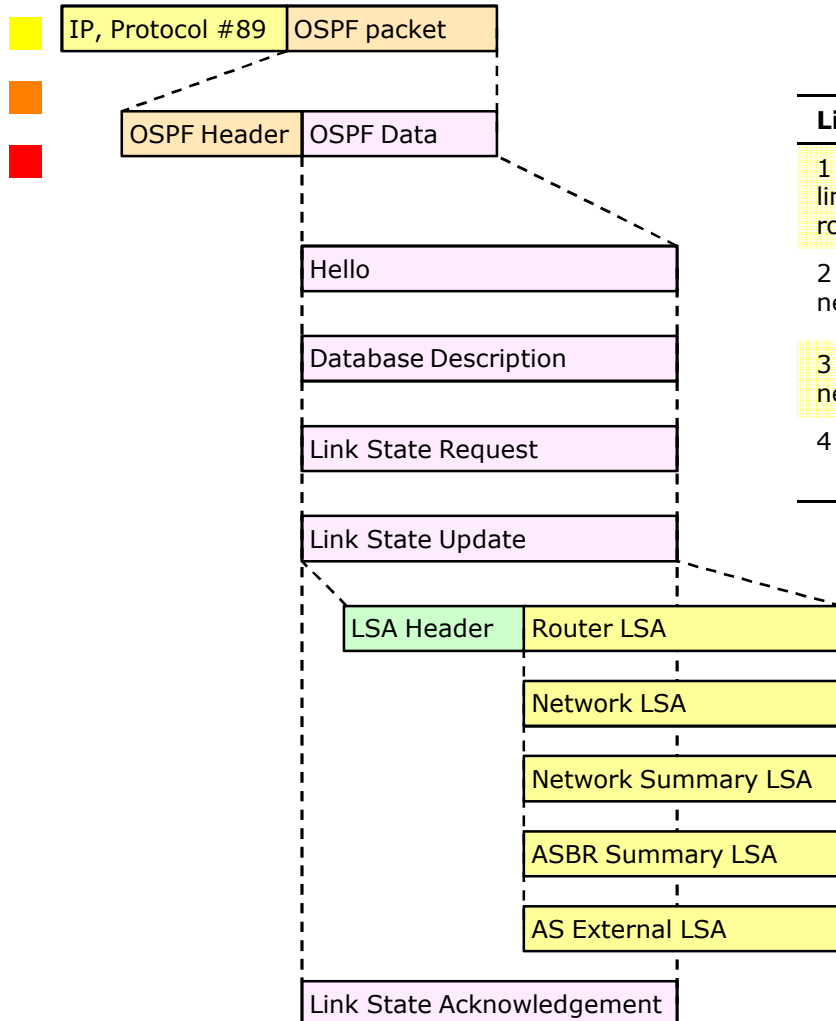 IP, Protocol #89 OSPF packet
OSPF Header OSPF Data
Hello
Database Description
Link State Request
Link State Update
LSA Header Router LSA
Network LSA
Network Summary LSA
ASBR Summary LSA
AS External LSA
Link State Acknowledgement
1
2
3
4